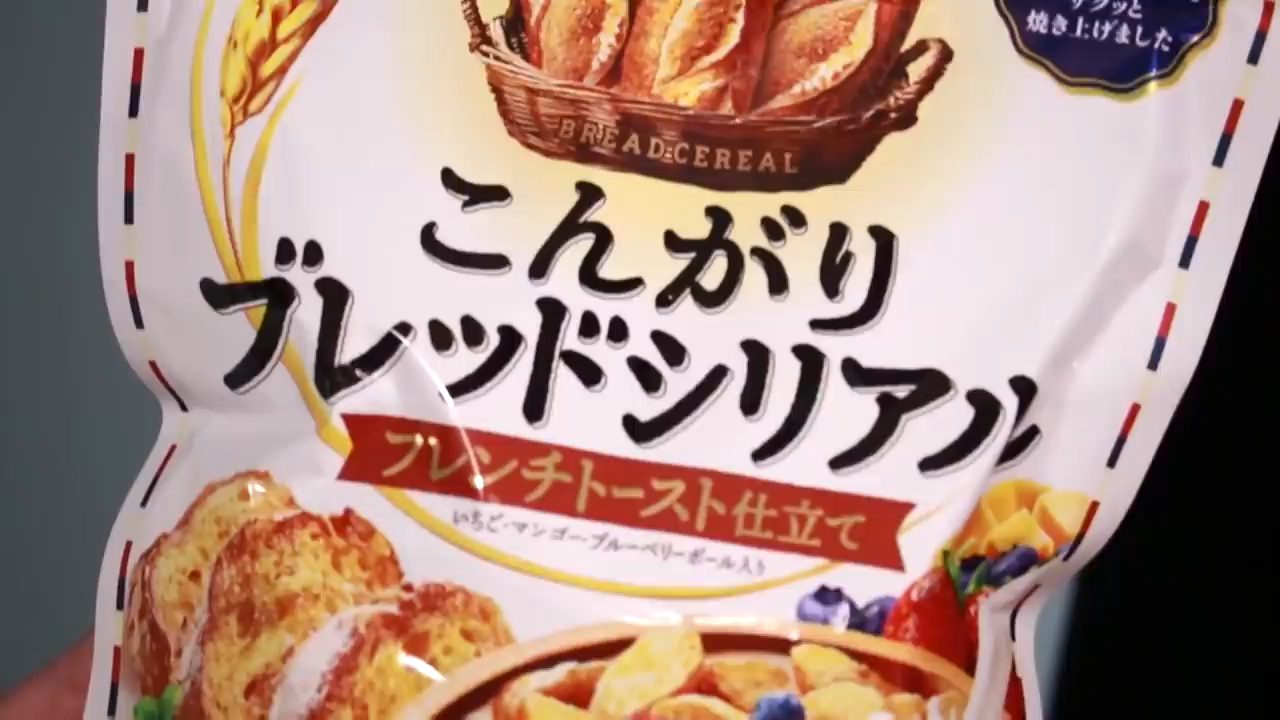 サクッと
焼き上げました
BREAD CEREAL
こんがり
ブレッドシリアル
フレンチトースト仕立て
いちご・マンゴー・ブルーベリーボール入り